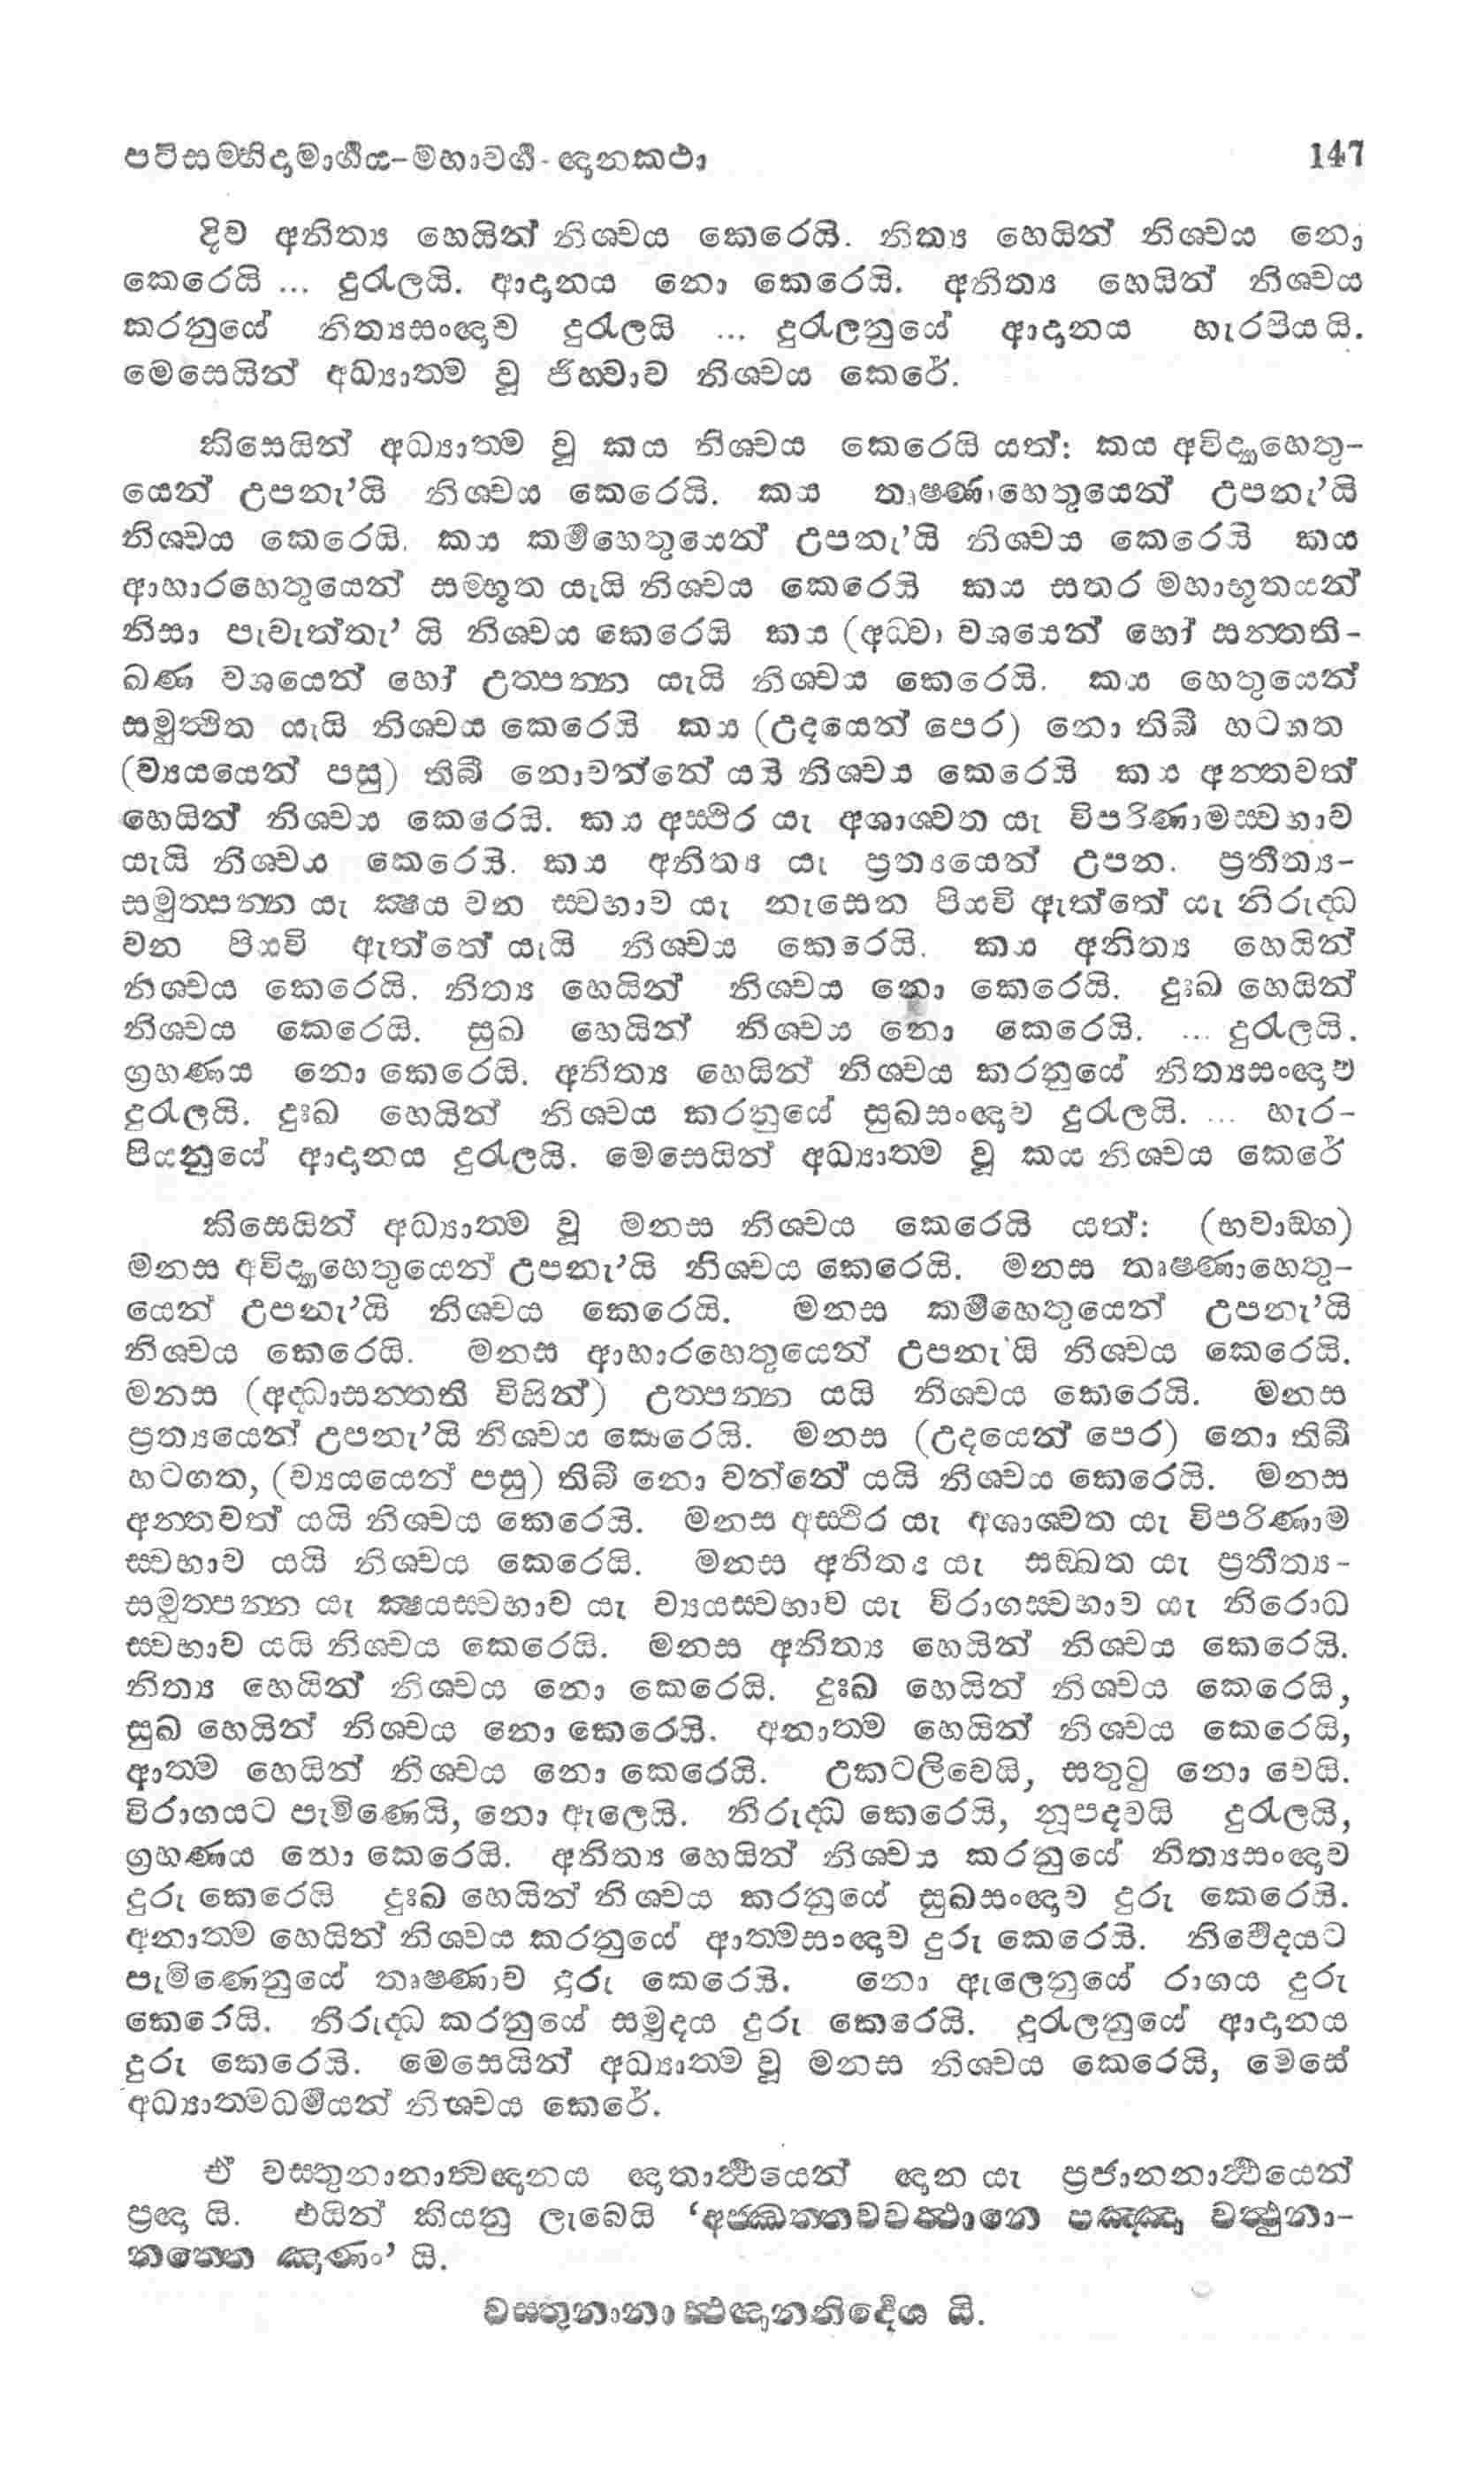 පටිසම්භිදාමාර්ගය-මහාවර්ග-ඥානකථා 147
දිව අනිත්‍ය හෙයින් නිශ්චය කෙරෙයි. නිත්‍ය හෙයින් නිශ්චය නො
කෙරෙයි ... දුරැලයි. ආදානය නො කෙරෙයි. අනිත්‍ය හෙයින් නිශ්චය
කරනුයේ නිත්‍යසංඥාව දුරැලයි ... දුරැලනුයේ ආදානය හැරපියයි.
මෙසෙයින් අධ්‍යාත්ම වූ ජිහ්වාව නිශ්චය කෙරේ.
කිසෙයින් අධ්‍යාත්ම වූ කය නිශ්චය කෙරෙයි යත්: කය අවිද්‍යාහෙතු-
යෙන් උපනැ’යි නිශ්චය කෙරෙයි. කය තෘෂ්ණාහෙතුයෙන් උපනැ’යි
නිශ්චය කෙරෙයි. කය කර්මහෙතුයෙන් උපනැ’යි නිශ්චය කෙරෙයි කය
ආහාරහෙතුයෙන් සම්භූත යැයි නිශ්චය කෙරෙයි කය සතර මහාභූතයන්
නිසා පැවැත්තැ’ යි නිශ්චය කෙරෙයි කය (අධ්ව) වශයෙන් හෝ සන්තති-
ඛණ වශයෙන් හෝ උත්පන්න යැයි නිශ්චය කෙරෙයි. කය හෙතුයෙන්
සමුත්ථිත යැයි නිශ්චය කෙරෙයි කය (උදයෙන් පෙර) නො තිබී හටගත
(ව්‍යයයෙන් පසු) තිබී නොවන්නේ යයි නිශ්චය කෙරෙයි කය අන්තවත්
හෙයින් නිශ්චය කෙරෙයි. කය අස්ථිර යැ අශාශ්වත යැ විපරිණාමස්වභාව
යැයි නිශ්චය කෙරෙයි. කය අනිත්‍ය යැ ප්‍රත්‍යයෙන් උපන. ප්‍රතීත්‍ය-
සමුත්පන්න යැ ක්ෂය වන ස්වභාව යැ නැසෙන පියවි ඇත්තේ යැ නිරුද්ධ
වන පියවි ඇත්තේ යැයි නිශ්චය කෙරෙයි. කය අනිත්‍ය හෙයින්
නිශ්චය කෙරෙයි. නිත්‍ය හෙයින් නිශ්චය නො කෙරෙයි. දුඃඛ හෙයින්
නිශ්චය කෙරෙයි. සුඛ හෙයින් නිශ්චය නො කෙරෙයි. ... දුරැලයි.
ග්‍රහණය නො කෙරෙයි. අනිත්‍ය හෙයින් නිශ්චය කරනුයේ නිත්‍යසංඥාව
දුරැලයි. දුඃඛ හෙයින් නිශ්චය කරනුයේ සුඛසංඥාව දුරැලයි. ... හැර-
පියනුයේ ආදානය දුරැලයි. මෙසෙයින් අධ්‍යාත්ම වූ කය නිශ්චය කෙරේ
කිසෙයින් අධ්‍යාත්ම වූ මනස නිශ්චය කෙරෙයි යත්: (භවාඞ්ග)
මනස අවිද්‍යාහෙතුයෙන් උපනැ’යි නිශ්චය කෙරෙයි. මනස තෘෂ්ණාහෙතු-
යෙන් උපනැ’යි නිශ්චය කෙරෙයි. මනස කර්මහෙතුයෙන් උපනැ’යි
නිශ්චය කෙරෙයි. මනස ආහාරහෙතුයෙන් උපනැ’යි නිශ්චය කෙරෙයි.
මනස (අද්ධාසන්තති විසින්) උත්පන්න යයි නිශ්චය කෙරෙයි. මනස
ප්‍රත්‍යයෙන් උපනැ’යි නිශ්චය කෙරෙයි. මනස (උදයෙන් පෙර) නො තිබී
හටගත, (ව්‍යයයෙන් පසු) තිබී නො වන්නේ යයි නිශ්චය කෙරෙයි. මනස
අන්තවත් යයි නිශ්චය කෙරෙයි. මනස අස්ථිර යැ අශාශ්වත යැ විපරිණාම
ස්වභාව යයි නිශ්චය කෙරෙයි. මනස අනිත්‍ය යැ සඞ්ඛත යැ ප්‍රතීත්‍ය-
සමුත්පන්න යැ ක්ෂයස්වභාව යැ ව්‍යයස්වභාව යැ විරාගස්වභාව යැ නිරොධ
ස්වභාව යයි නිශ්චය කෙරෙයි. මනස අනිත්‍ය හෙයින් නිශ්චය කෙරෙයි.
නිත්‍ය හෙයින් නිශ්චය නො කෙරෙයි. දුඃඛ හෙයින් නිශ්චය කෙරෙයි,
සුඛ හෙයින් නිශ්චය නො කෙරෙයි. අනාත්ම හෙයින් නිශ්චය කෙරෙයි,
ආත්ම හෙයින් නිශ්චය නො කෙරෙයි. උකටලිවෙයි, සතුටු නො වෙයි.
විරාගයට පැමිණෙයි, නො ඇලෙයි. නිරුද්ධ කෙරෙයි, නූපදවයි දුරැලයි,
ග්‍රහණය නො කෙරෙයි. අනිත්‍ය හෙයින් නිශ්චය කරනුයේ නිත්‍යසංඥාව
දුරු කෙරෙයි දුඃඛ හෙයින් නිශ්චය කරනුයේ සුඛසංඥාව දුරු කෙරෙයි.
අනාත්ම හෙයින් නිශ්චය කරනුයේ ආත්මසංඥාව දුරු කෙරෙයි. නිර්වේදයට
පැමිණෙනුයේ තෘෂ්ණාව දුරු කෙරෙයි. නො ඇලෙනුයේ රාගය දුරු
කෙරෙයි. නිරුද්ධ කරනුයේ සමුදය දුරු කෙරෙයි. දුරැලනුයේ ආදානය
දුරු කෙරෙයි. මෙසෙයින් අධ්‍යාත්ම වූ මනස නිශ්චය කෙරෙයි, මෙසේ
අධ්‍යාත්මධර්මයන් නිශ්චය කෙරේ.
ඒ වස්තුනානාත්වඥානය ඥාතාර්ථයෙන් ඥාන යැ ප්‍රජානනාර්ථයෙන්
ප්‍රඥා යි. එයින් කියනු ලැබෙයි ‘අජ්ඣත්තවවත්ථානෙ පඤ්ඤා වත්ථුනා-
නත්තෙ ඤාණං’ යි.
වස්තුනානාත්වඥානනිර්දේශ යි.